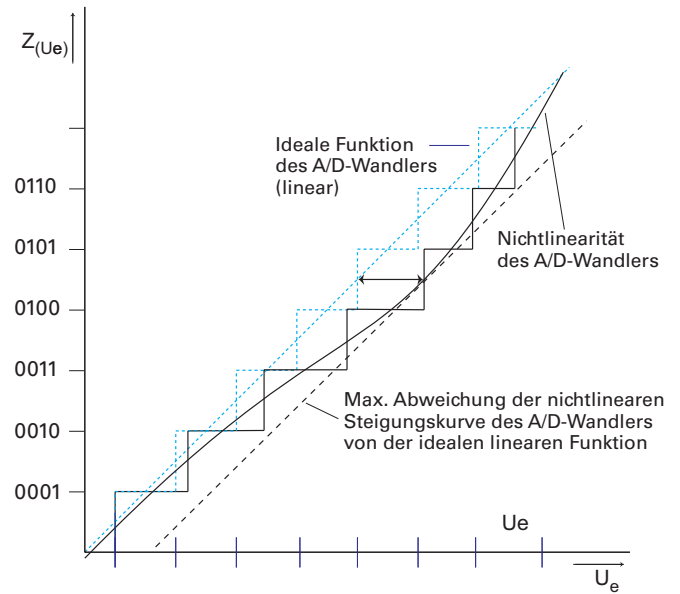 Z(Ue)
Ideale Funktion
des A/D-Wandlers
(linear)
0110
0101
0100
0011
0010
0001
Nichtlinearität
des A/D-Wandlers
Max. Abweichung der nichtlinearen
Steigungskurve des A/D-Wandlers
von der idealen linearen Funktion
Ue
Ue